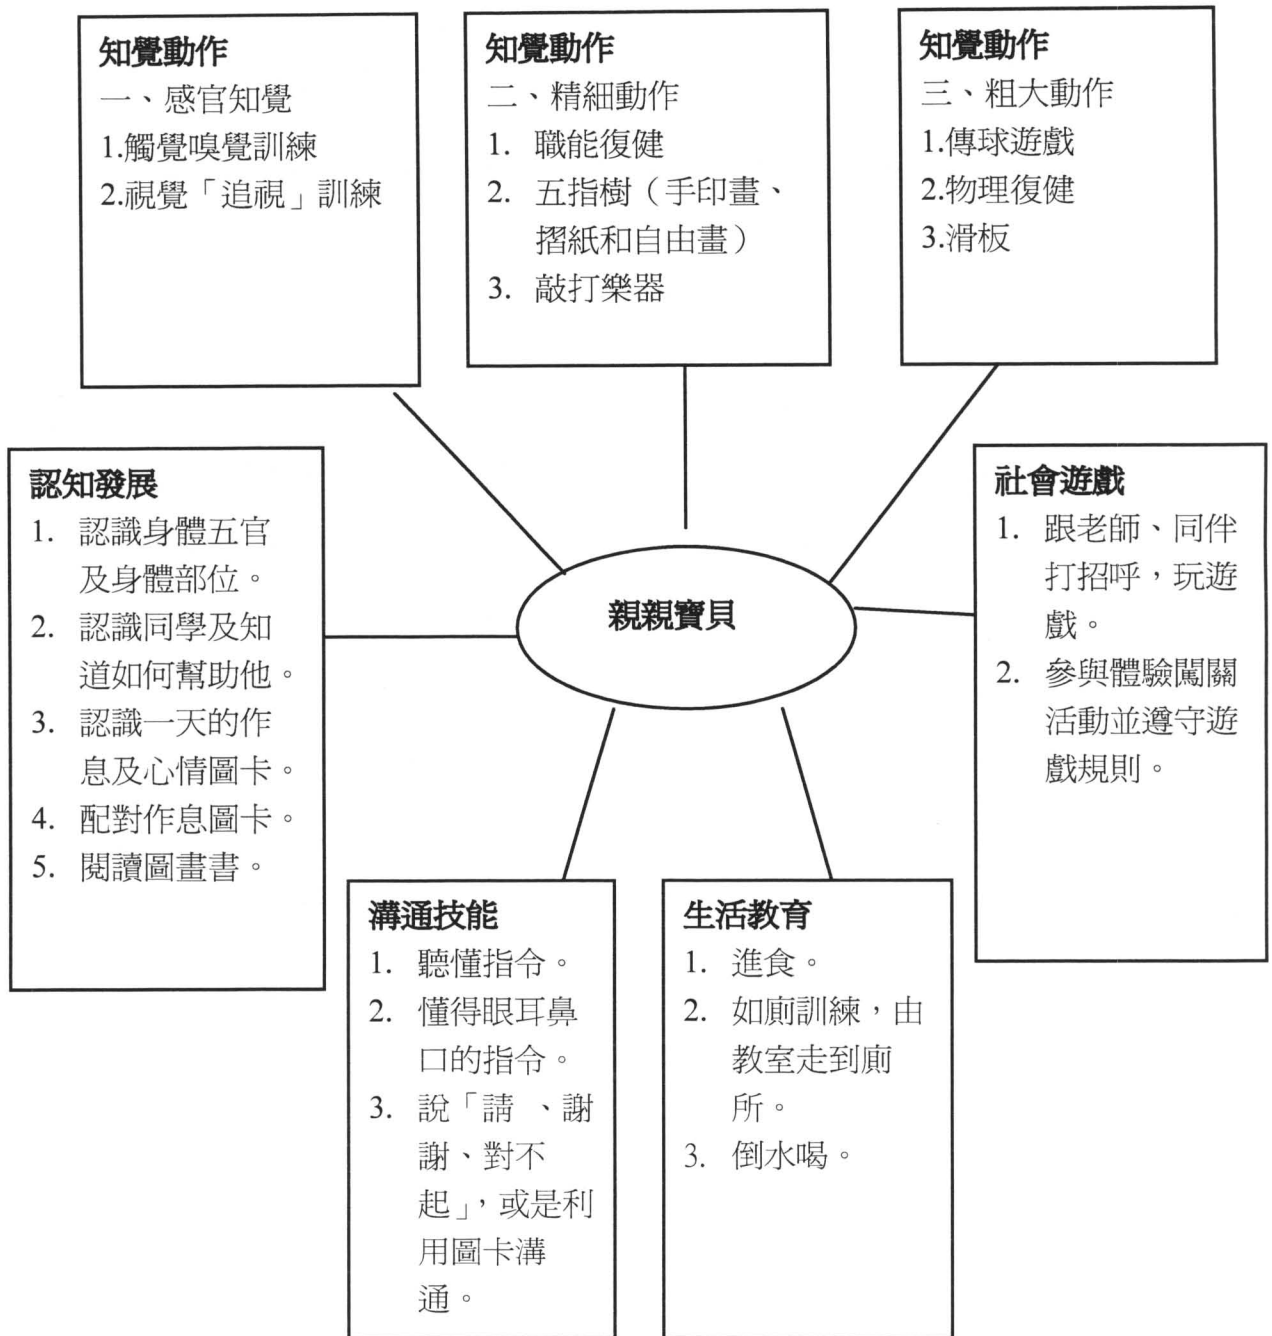 知覺動作
一、感官知覺
1.觸覺嗅覺訓練
2.視覺「追視」訓練
知覺動作
二、精細動作
1. 職能復健
2. 五指樹（手印畫、
摺紙和自由畫）
3. 敲打樂器
知覺動作
三、粗大動作
1.傳球遊戲
2.物理復健
3.滑板
認知發展
1. 認識身體五官
及身體部位。
2. 認識同學及知
道如何幫助他。
3. 認識一天的作
息及心情圖卡。
4. 配對作息圖卡。
5. 閱讀圖畫書。
親親寶貝
社會遊戲
1. 跟老師、同伴
打招呼，玩遊
戲。
2. 參與體驗闖關
活動並遵守遊
戲規則。
溝通技能
1. 聽懂指令。
2. 懂得眼耳鼻
口的指令。
3. 說「請 、謝
謝、對不
起」，或是利
用圖卡溝
通。
生活教育
1. 進食。
2. 如廁訓練，由
教室走到廁
所。
3. 倒水喝。